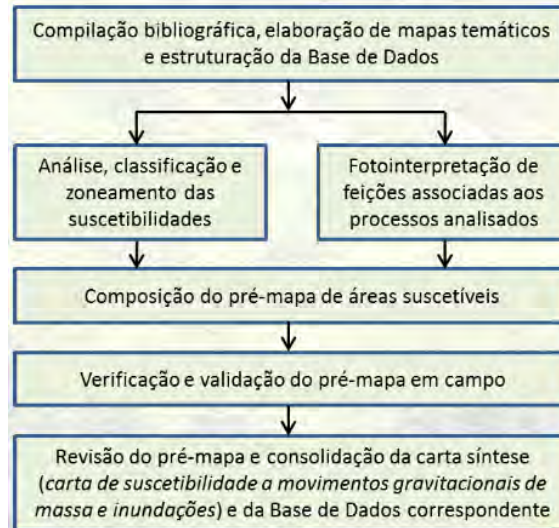 Compilação bibliográfica, elaboração de mapas temáticos
e estruturação da Base de Dados
Análise, classificação e
zoneamento das
suscetibilidades
Fotointerpretação de
feições associadas aos
processos analisados
Composição do pré-mapa de áreas suscetíveis
Verificação e validação do pré-mapa em campo
Revisão do pré-mapa e consolidação da carta síntese
(carta de suscetibilidade a movimentos gravitacionais de
massa e inundações) e da Base de Dados correspondente